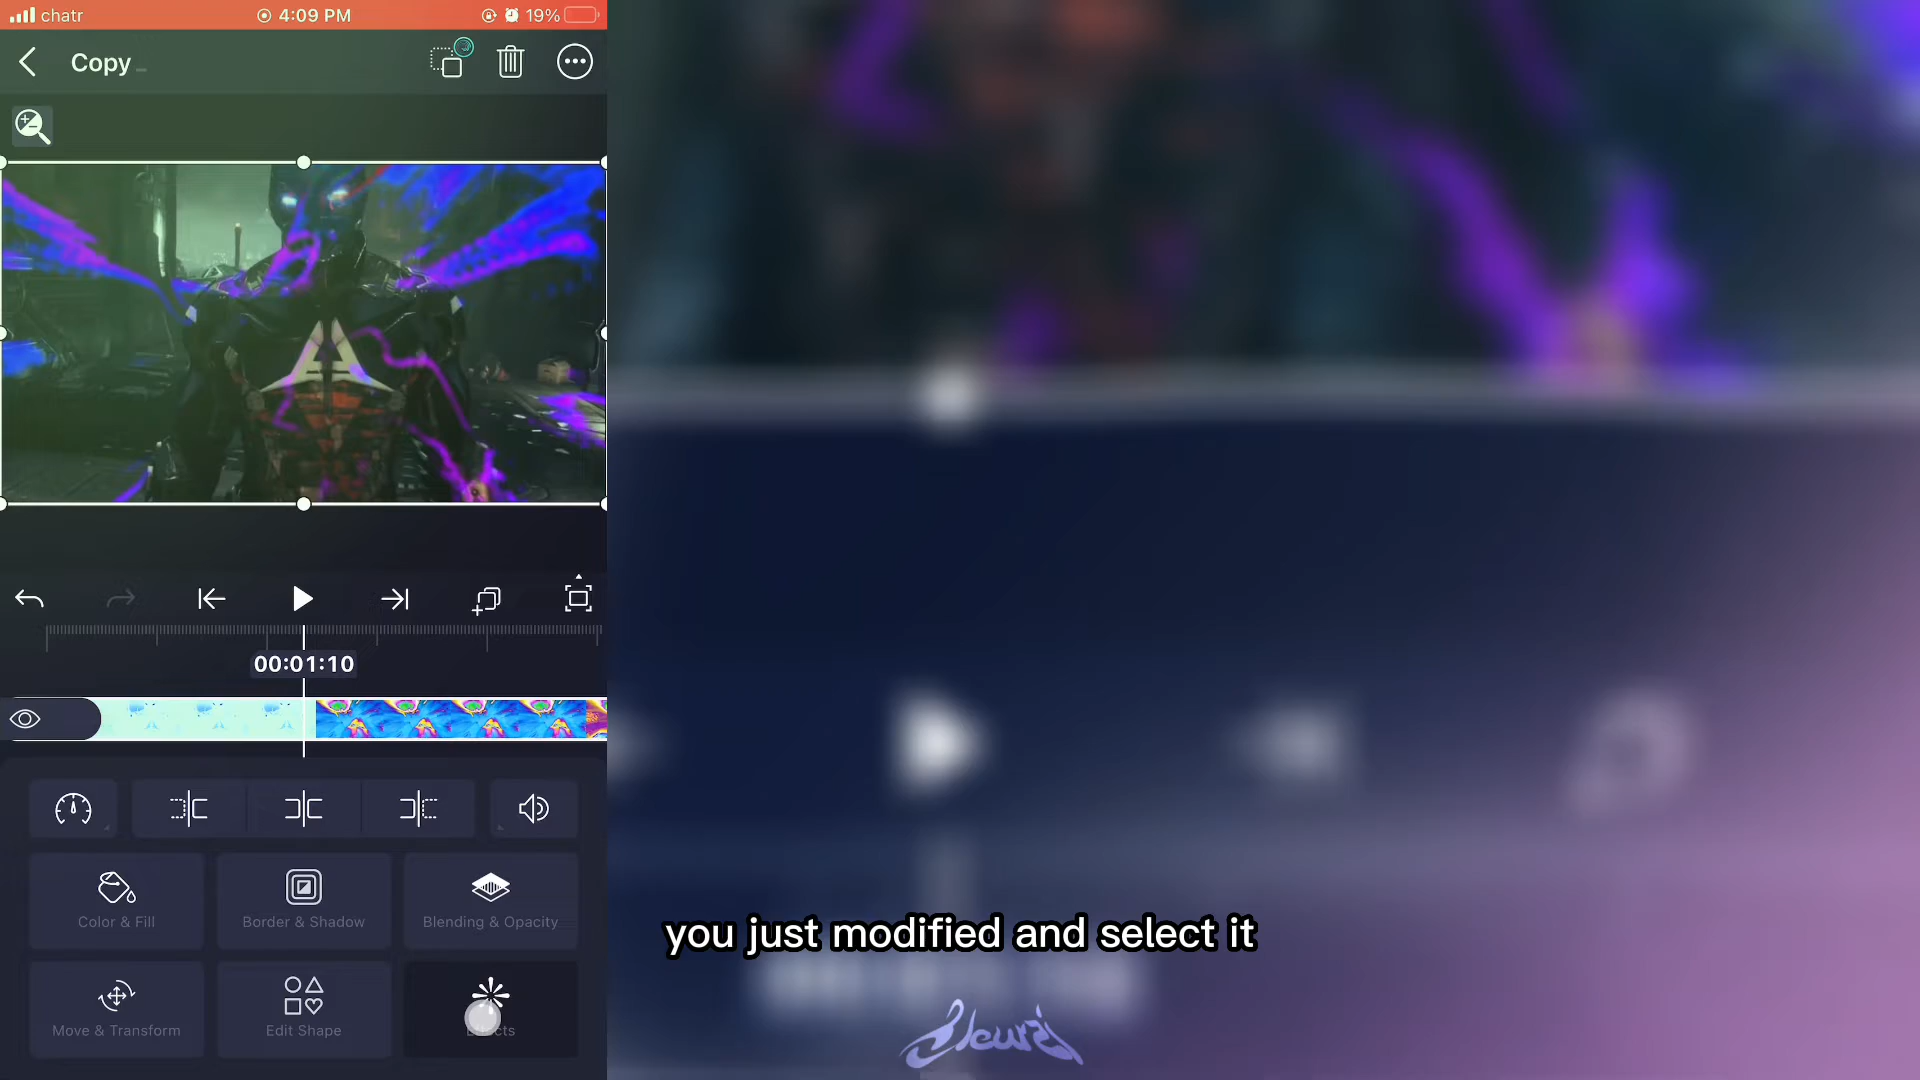 chatr
4:09 PM
19%
Copy
00:01:10
Color & Fill
Border & Shadow
Blending & Opacity
Move & Transform
Edit Shape
Effects
you just modified and select it